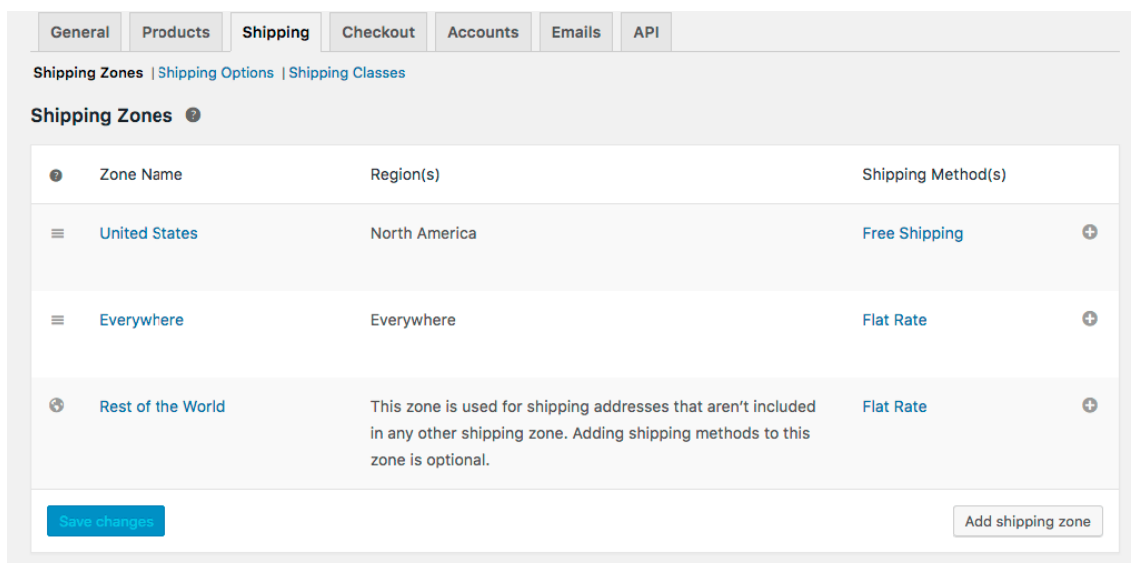 General Products Shipping Checkout Accounts Emails API
Shipping Zones | Shipping Options | Shipping Classes
Shipping Zones ?
? Zone Name Region(s) Shipping Method(s)
United States North America Free Shipping
Everywhere Everywhere Flat Rate
Rest of the World This zone is used for shipping addresses that aren't included Flat Rate
in any other shipping zone. Adding shipping methods to this
zone is optional.
Save changes Add shipping zone